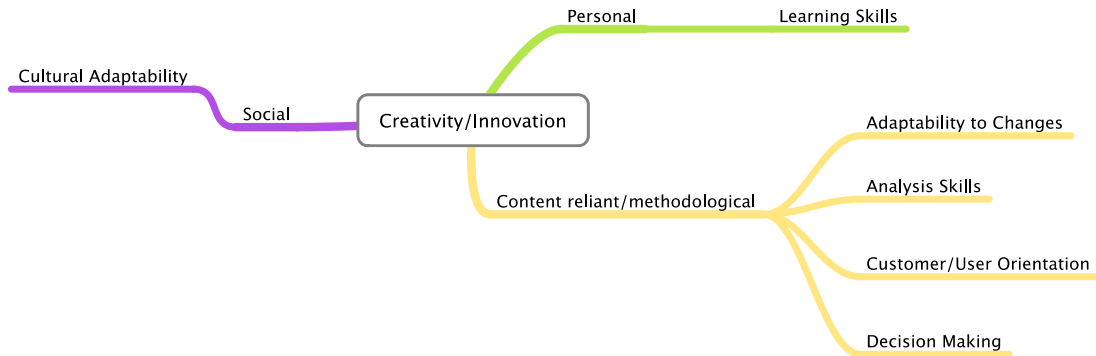 Personal
Learning Skills
Cultural Adaptability
Social
Creativity/Innovation
Adaptability to Changes
Analysis Skills
Content reliant/methodological
Customer/User Orientation
Decision Making